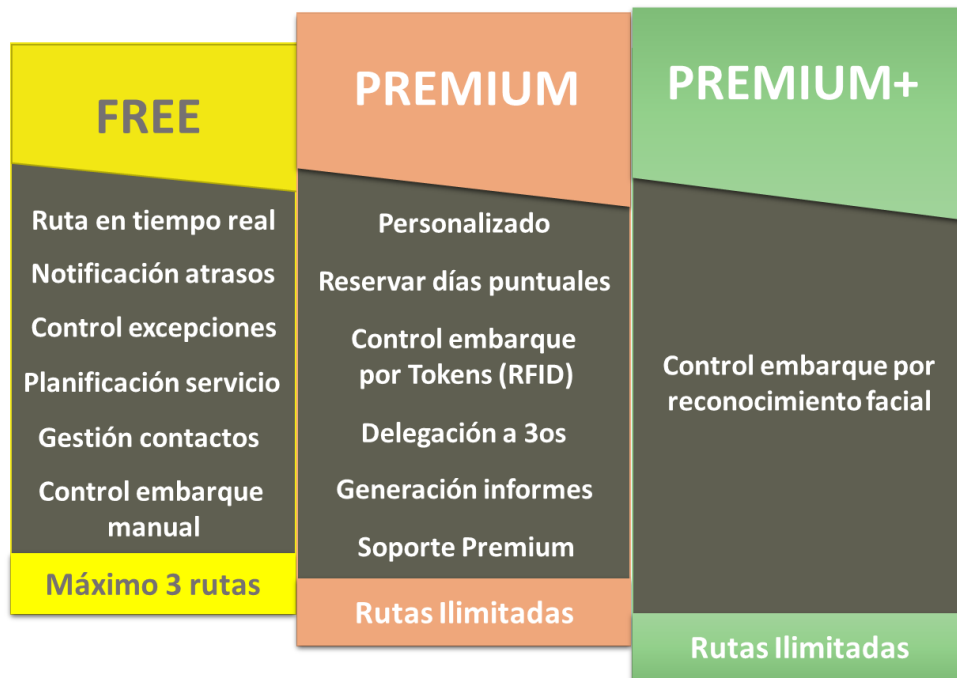 FREE
Ruta en tiempo real
Notificación atrasos
Control excepciones
Planificación servicio
Gestión contactos
Control embarque
manual
Máximo 3 rutas
PREMIUM
Personalizado
Reservar días puntuales
Control embarque
por Tokens (RFID)
Delegación a 3os
Generación informes
Soporte Premium
Rutas Ilimitadas
PREMIUM+
Control embarque por
reconocimiento facial
Rutas Ilimitadas